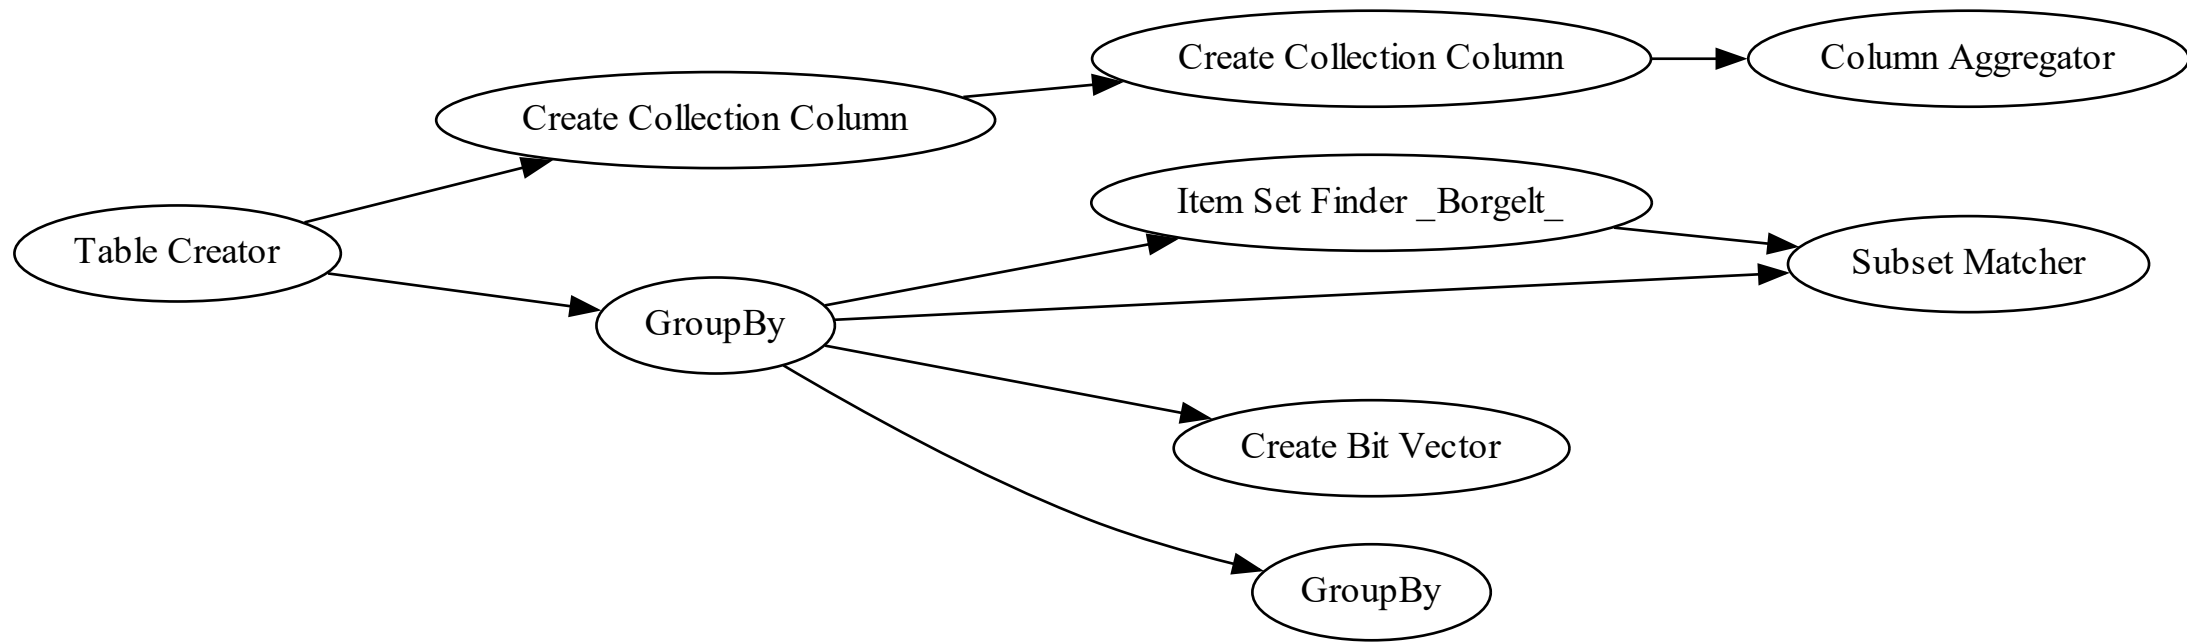 Create Collection Column
Column Aggregator
Create Collection Column
Item Set Finder _Borgelt_
Table Creator
Subset Matcher
GroupBy
Create Bit Vector
GroupBy